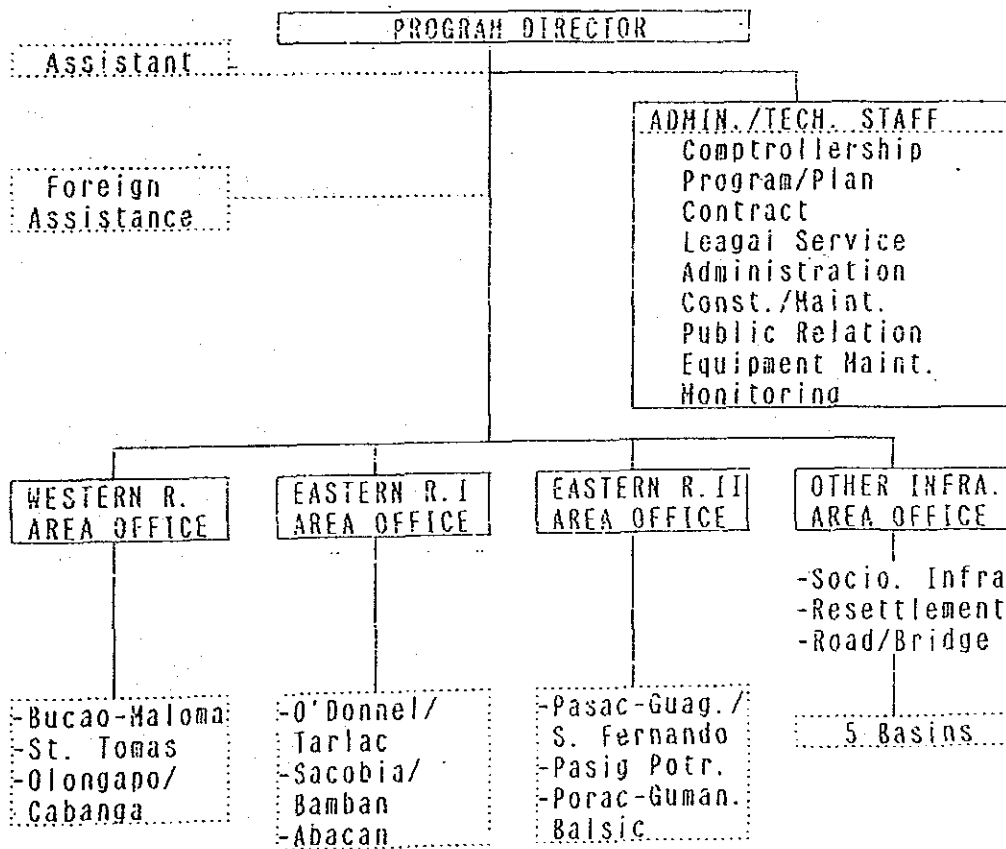 PROGRAM DIRECTOR
Assistant
ADMIN./TECH. STAFF
Comptrollership
Program/Plan
Contract
Leagai Service
Administration
Const./Maint.
Public Relation
Equipment Maint.
Monitoring
Foreign
Assistance
WESTERN R.
AREA OFFICE
EASTERN R.I
AREA OFFICE
EASTERN R.II
AREA OFFICE
OTHER INFRA.
AREA OFFICE
-Socio. Infra
-Resettlement
-Road/Bridge
-Bucao-Maloma
-St. Tomas
-Olongapo/
Cabanga
-O'Donnel/
Tarlac
-Sacobia/
Bamban
-Abacan
-Pasac-Guag./
S. Fernando
-Pasig Potr.
-Porac-Guman.
Balsic
5 Basins